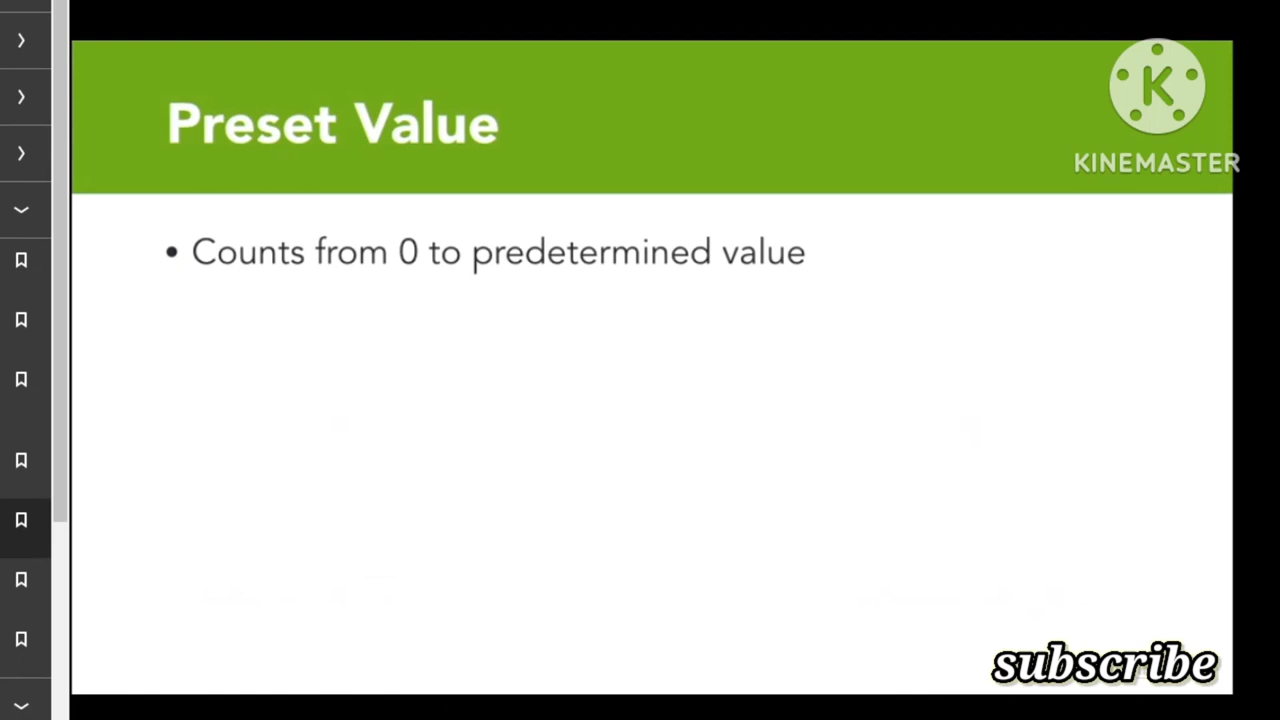 Preset Value
K
KINEMASTER
• Counts from 0 to predetermined value
subscribe